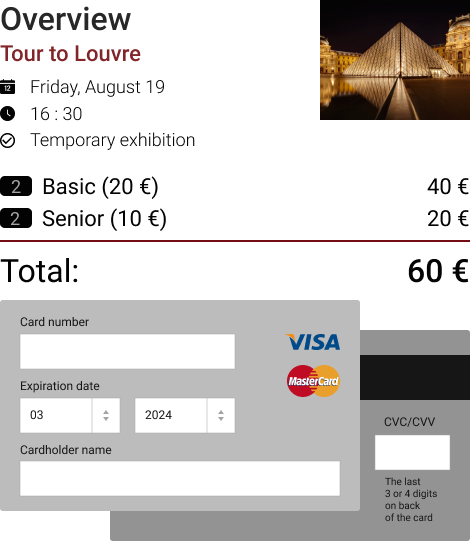 Overview
Tour to Louvre
12
Friday, August 19
16 : 30
Temporary exhibition
2 Basic (20 €) 40 €
2 Senior (10 €) 20 €
Total: 60 €
Card number
VISA
MasterCard
Expiration date
03 2024
CVC/CVV
Cardholder name
The last
3 or 4 digits
on back
of the card